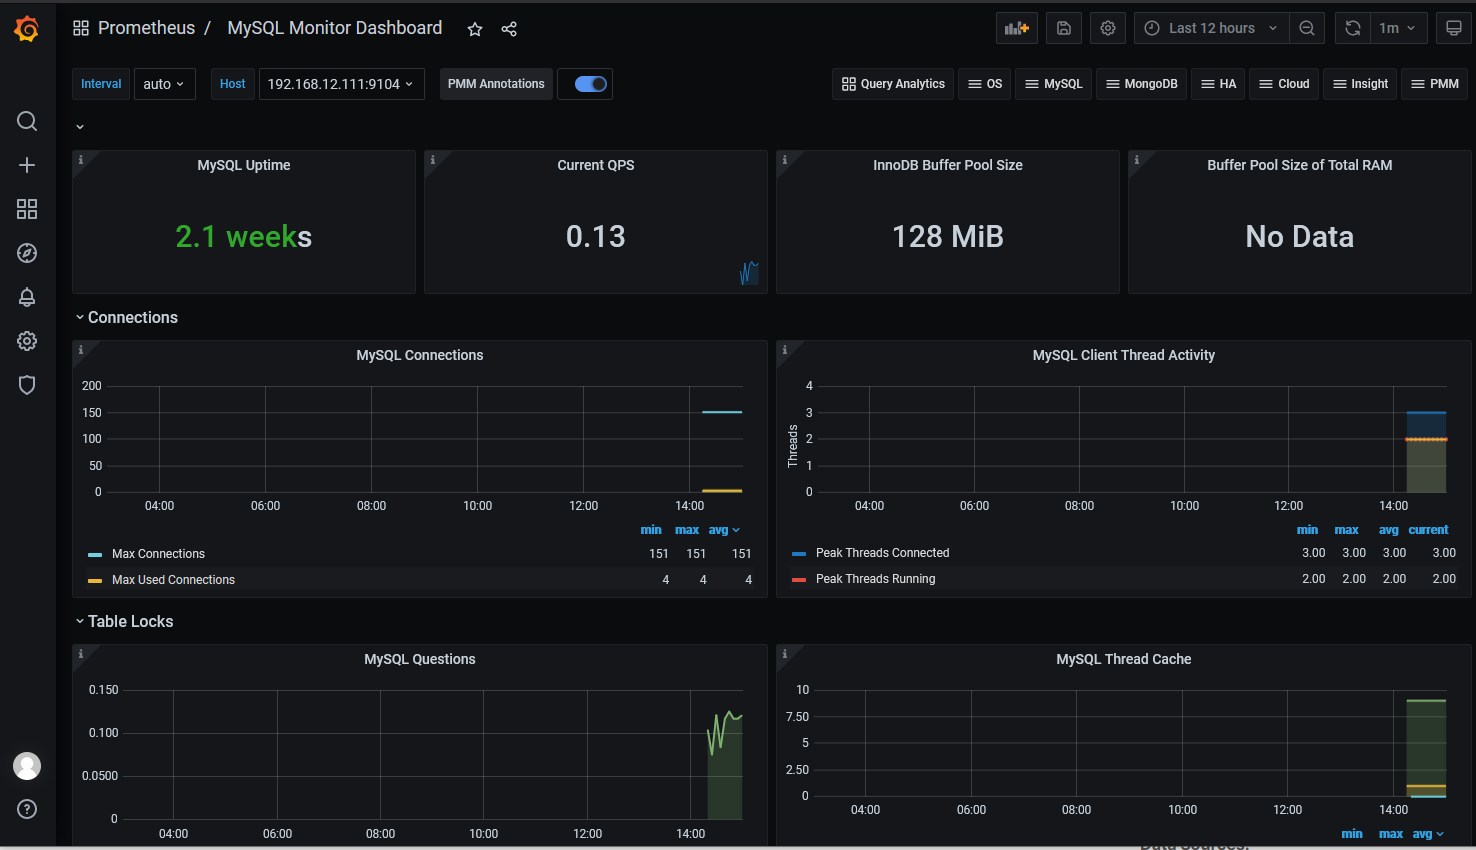 Prometheus / MySQL Monitor Dashboard
Last 12 hours
1m
Interval auto Host 192.168.12.111:9104 PMM Annotations
Query Analytics OS MySQL MongoDB HA Cloud Insight PMM
MySQL Uptime
2.1 weeks
Current QPS
0.13
InnoDB Buffer Pool Size
128 MiB
Buffer Pool Size of Total RAM
No Data
Connections
MySQL Connections
200
150
100
50
0
04:00 06:00 08:00 10:00 12:00 14:00
min max avg
Max Connections 151 151 151
Max Used Connections 4 4 4
MySQL Client Thread Activity
Threads
4
3
2
1
0
04:00 06:00 08:00 10:00 12:00 14:00
min max avg current
Peak Threads Connected 3.00 3.00 3.00 3.00
Peak Threads Running 2.00 2.00 2.00 2.00
Table Locks
MySQL Questions
0.150
0.100
0.0500
0
04:00 06:00 08:00 10:00 12:00 14:00
MySQL Thread Cache
10
7.50
5
2.50
0
04:00 06:00 08:00 10:00 12:00 14:00
min max avg